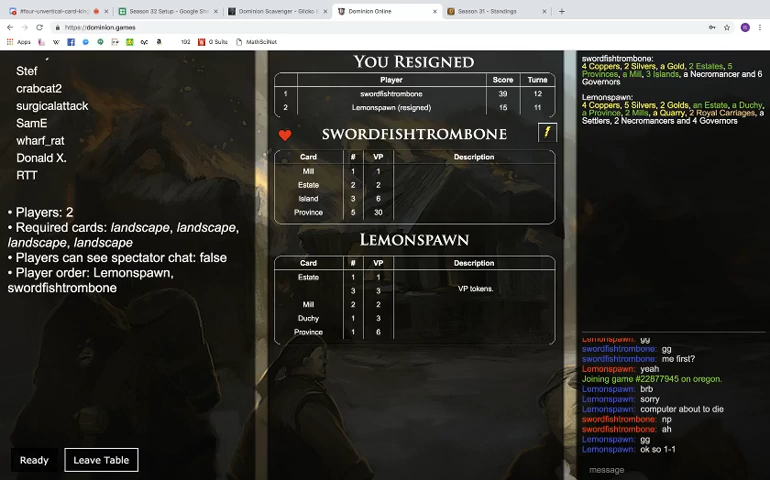 #four-unvertical-card-kin
Season 32 Setup - Google She
Dominion Scavenger - Glicko S
Dominion Online
Season 31 - Standings
https://dominion.games
Apps
192
G Suite
MathSciNet
Stef
crabcat2
surgicalattack
SamE
wharf_rat
Donald X.
RTT
• Players: 2
• Required cards: landscape, landscape,
landscape, landscape
• Players can see spectator chat: false
• Player order: Lemonspawn,
swordfishtrombone
Ready
Leave Table
YOU RESIGNED
Player Score Turns
1 swordfishtrombone 39 12
2 Lemonspawn (resigned) 15 11
SWORDFISHTROMBONE
Card # VP Description
Mill 1 1
Estate 2 2
Island 3 6
Province 5 30
LEMONSPAWN
Card # VP Description
Estate 1 1
3 3 VP tokens.
Mill 2 2
Duchy 1 3
Province 1 6
swordfishtrombone:
4 Coppers, 2 Silvers, a Gold, 2 Estates, 5
Provinces, a Mill, 3 Islands, a Necromancer and 6
Governors
Lemonspawn:
4 Coppers, 5 Silvers, 2 Golds, an Estate, a Duchy,
a Province, 2 Mills, a Quarry, 2 Royal Carriages, a
Settlers, 2 Necromancers and 4 Governors
Lemonspawn: gg
swordfishtrombone: gg
swordfishtrombone: me first?
Lemonspawn: yeah
Joining game #22877945 on oregon.
Lemonspawn: brb
Lemonspawn: sorry
Lemonspawn: computer about to die
swordfishtrombone: np
swordfishtrombone: ah
Lemonspawn: gg
Lemonspawn: ok so 1-1
message